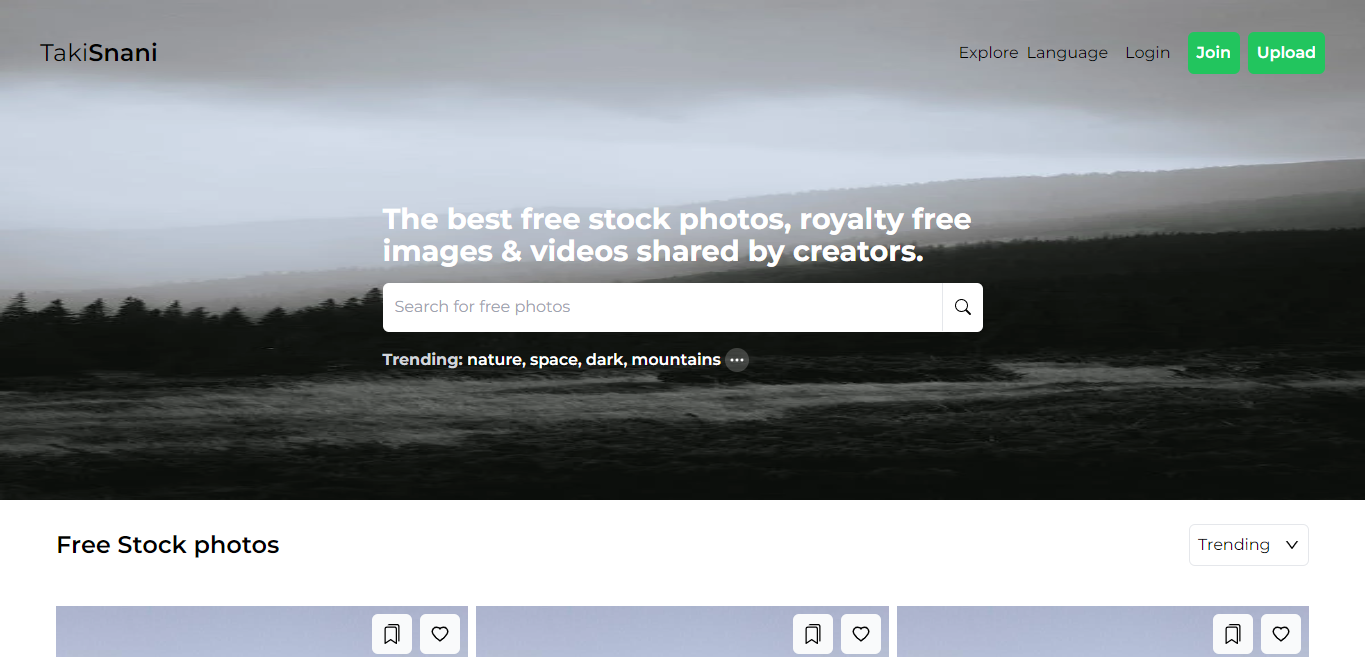 TakiSnani
Explore Language Login Join Upload
The best free stock photos, royalty free
images & videos shared by creators.
Search for free photos
Trending: nature, space, dark, mountains
Free Stock photos
Trending